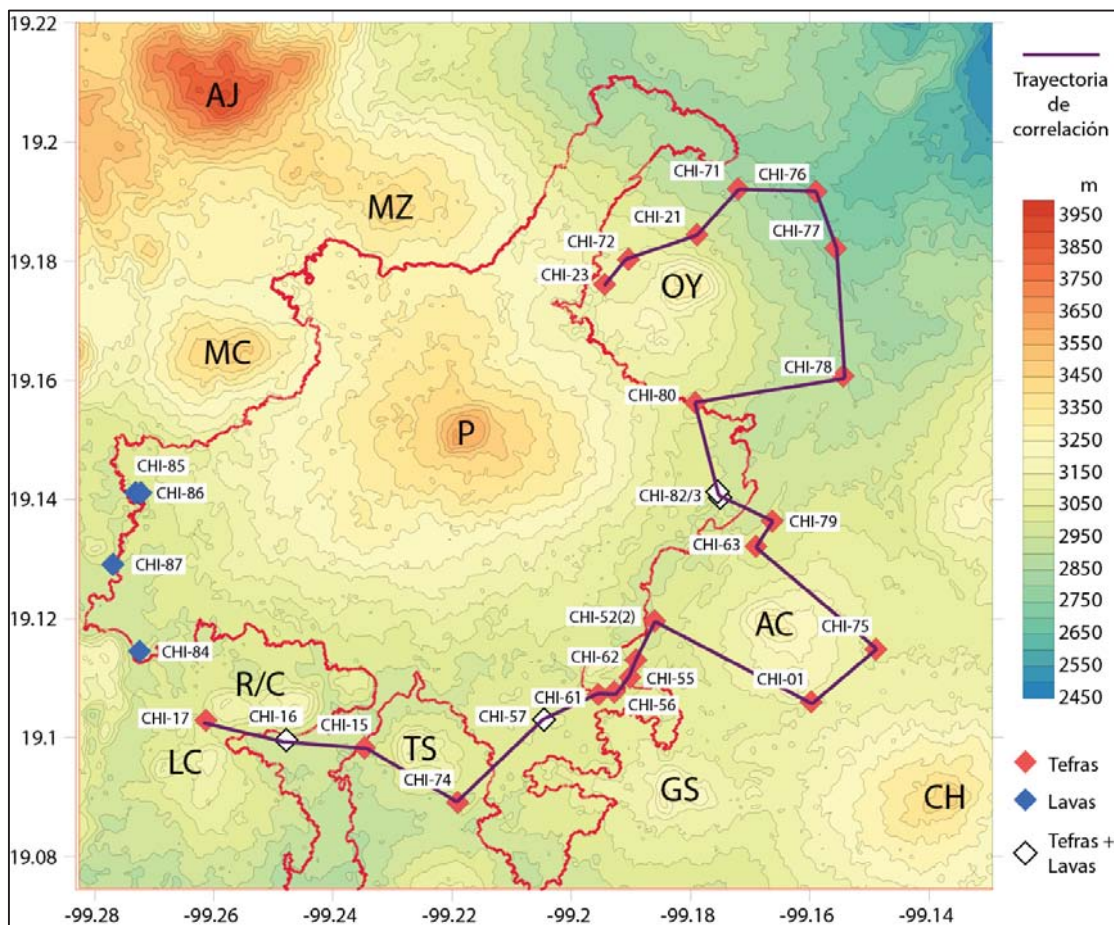 19.22
19.2
19.18
19.16
19.14
19.12
19.1
19.08
-99.28
-99.26
-99.24
-99.22
-99.2
-99.18
-99.16
-99.14
AJ
MZ
MC
P
OY
AC
R/C
LC
TS
GS
CH
CHI-71
CHI-76
CHI-21
CHI-77
CHI-72
CHI-23
CHI-78
CHI-80
CHI-85
CHI-86
CHI-82/3
CHI-79
CHI-63
CHI-87
CHI-52(2)
CHI-75
CHI-84
CHI-62
CHI-55
CHI-01
CHI-61
CHI-56
CHI-17
CHI-16
CHI-15
CHI-57
CHI-74
Trayectoria
de
correlación
m
3950
3850
3750
3650
3550
3450
3350
3250
3150
3050
2950
2850
2750
2650
2550
2450
Tefras
Lavas
Tefras +
Lavas